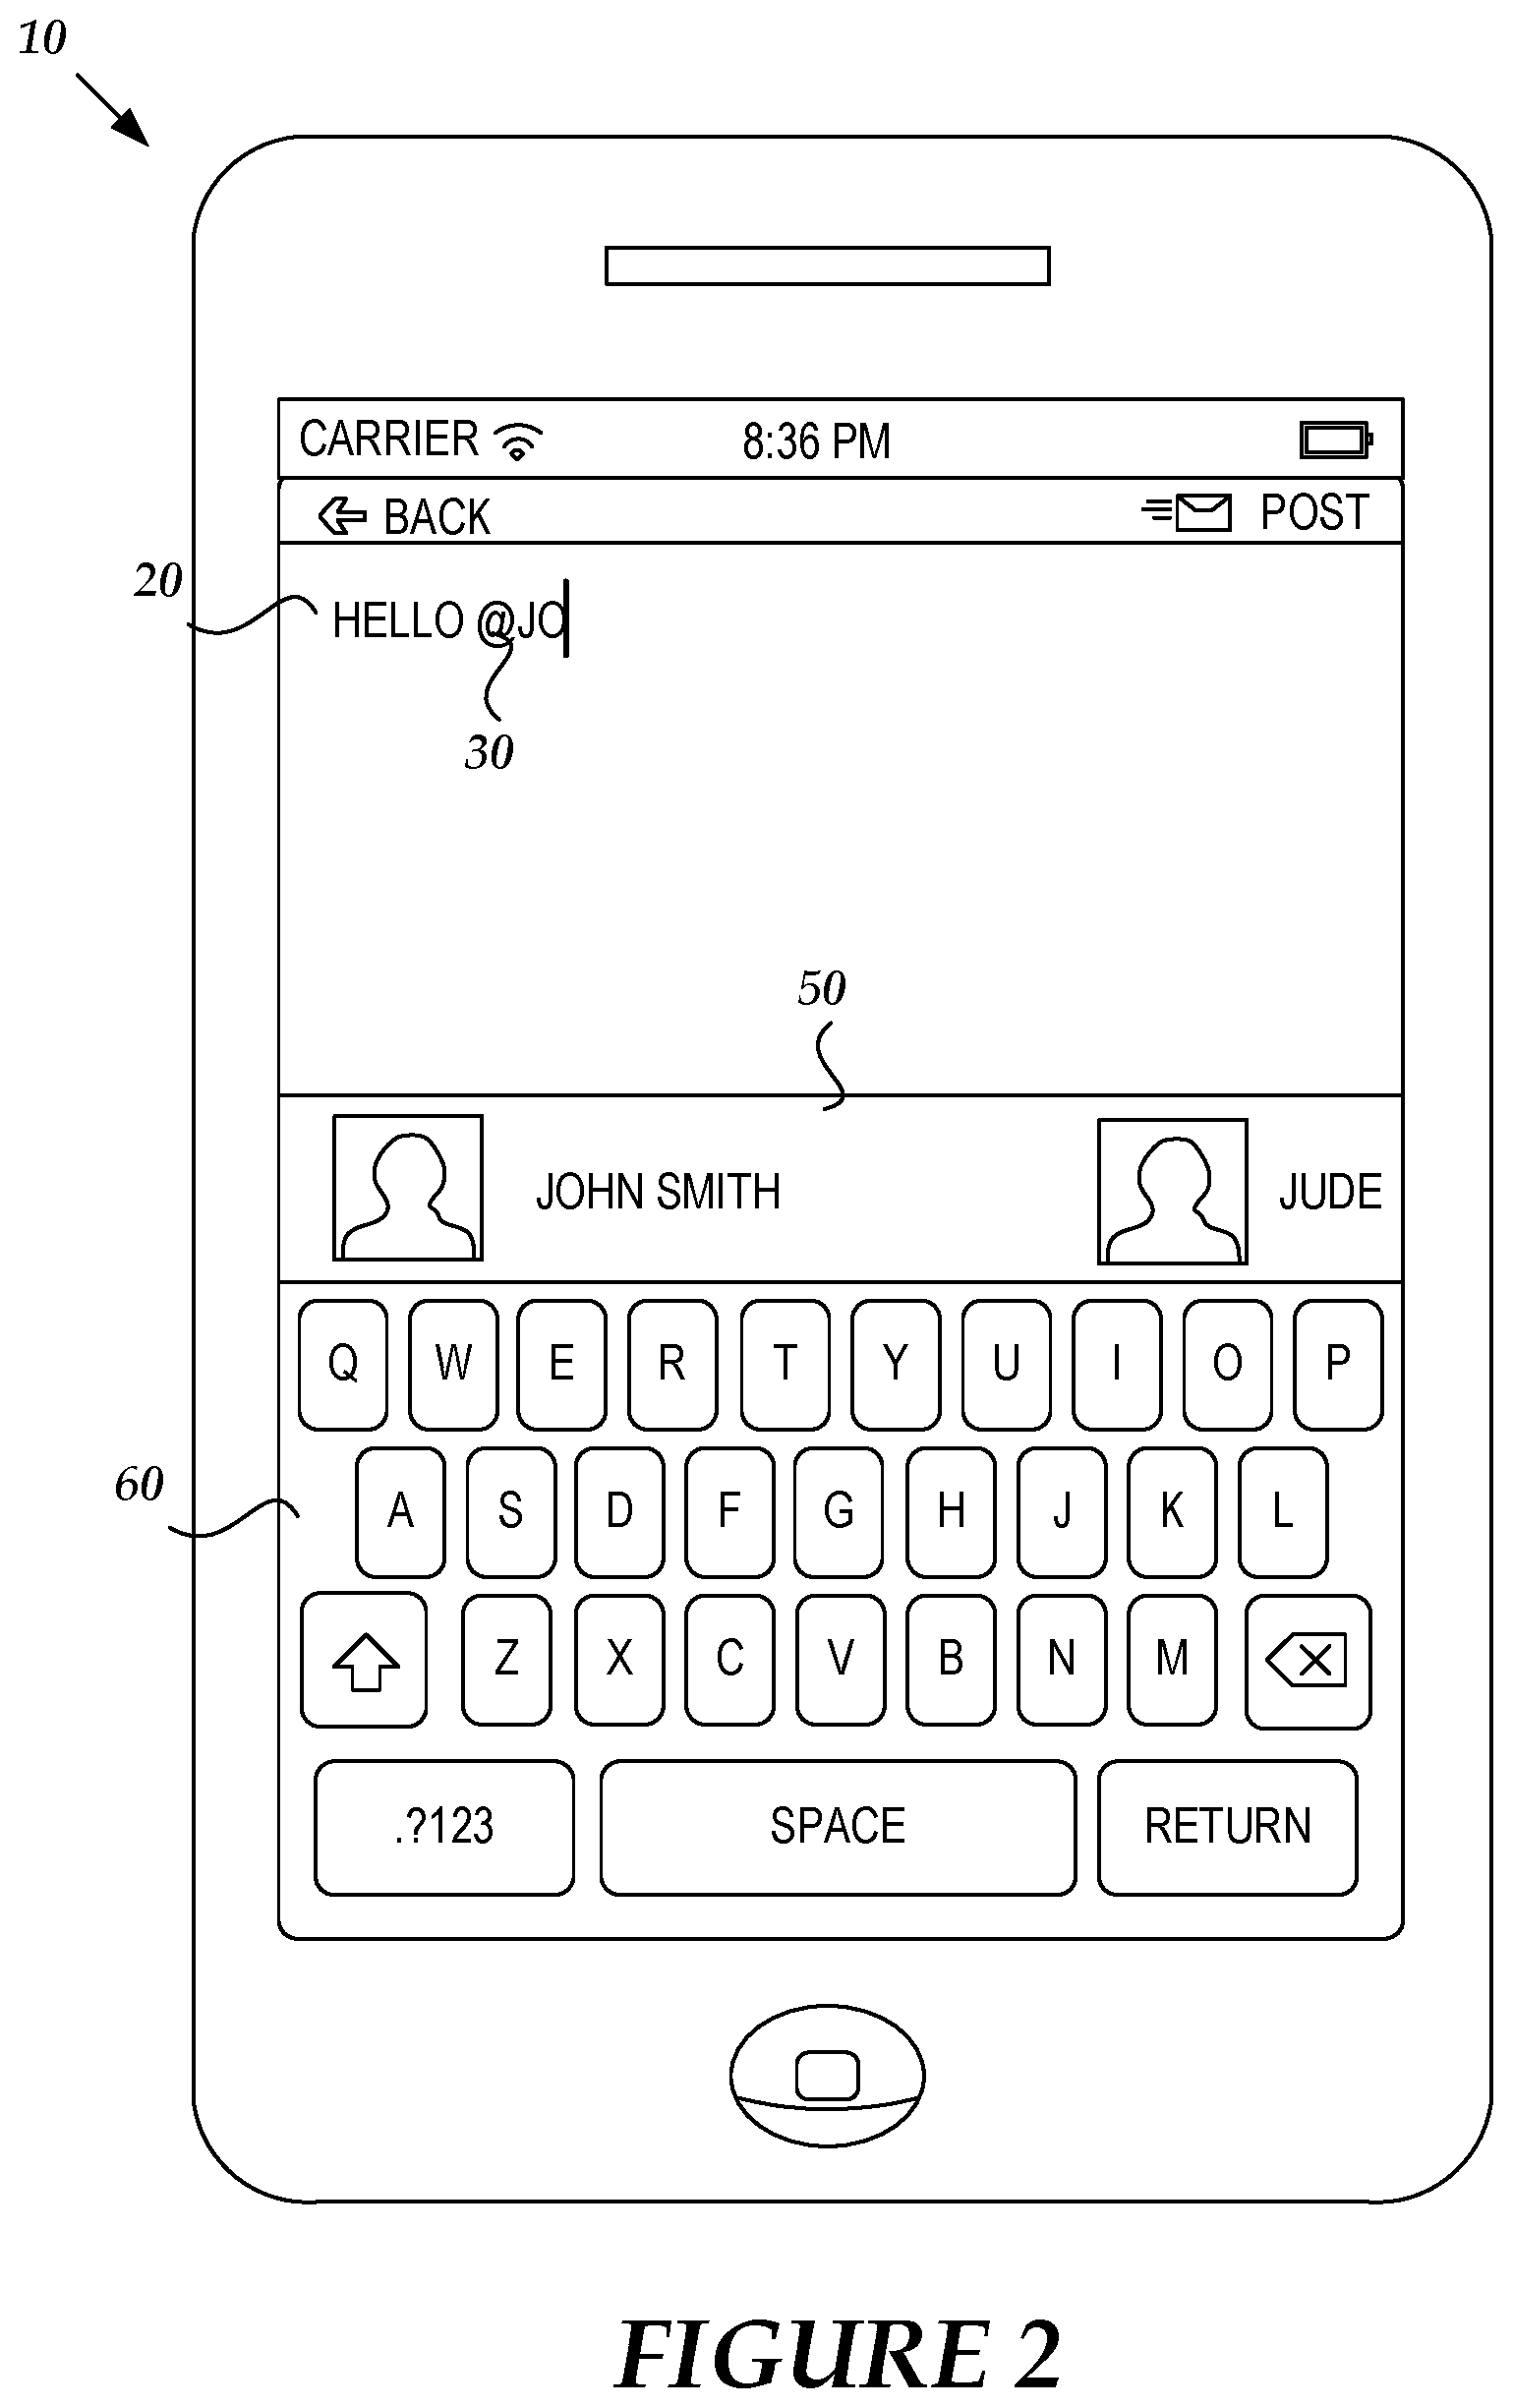 10
CARRIER 8:36 PM
BACK POST
20
HELLO @JO
30
50
JOHN SMITH JUDE
Q W E R T Y U I O P
60
A S D F G H J K L
Z X C V B N M
.?123 SPACE RETURN
FIGURE 2